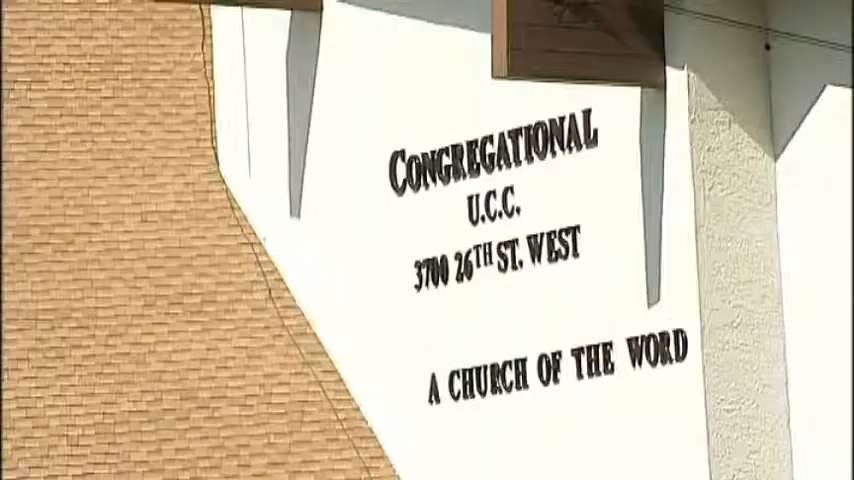 CONGREGATIONAL
U.C.C.
3700 26TH ST. WEST
A CHURCH OF THE WORD